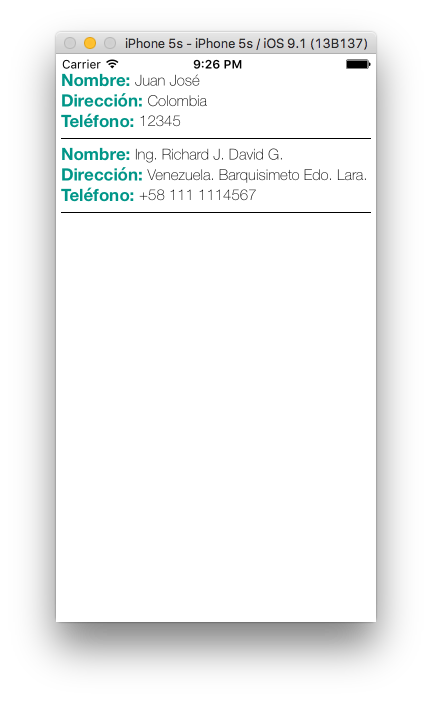 iPhone 5s - iPhone 5s / iOS 9.1 (13B137)
Carrier 9:26 PM
Nombre: Juan José
Dirección: Colombia
Teléfono: 12345
Nombre: Ing. Richard J. David G.
Dirección: Venezuela. Barquisimeto Edo. Lara.
Teléfono: +58 111 1114567